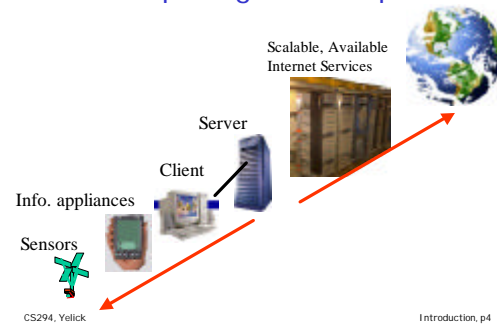 Scalable, Available
Internet Services
Server
Client
Info. appliances
Sensors
CS294, Yelick
Introduction, p4